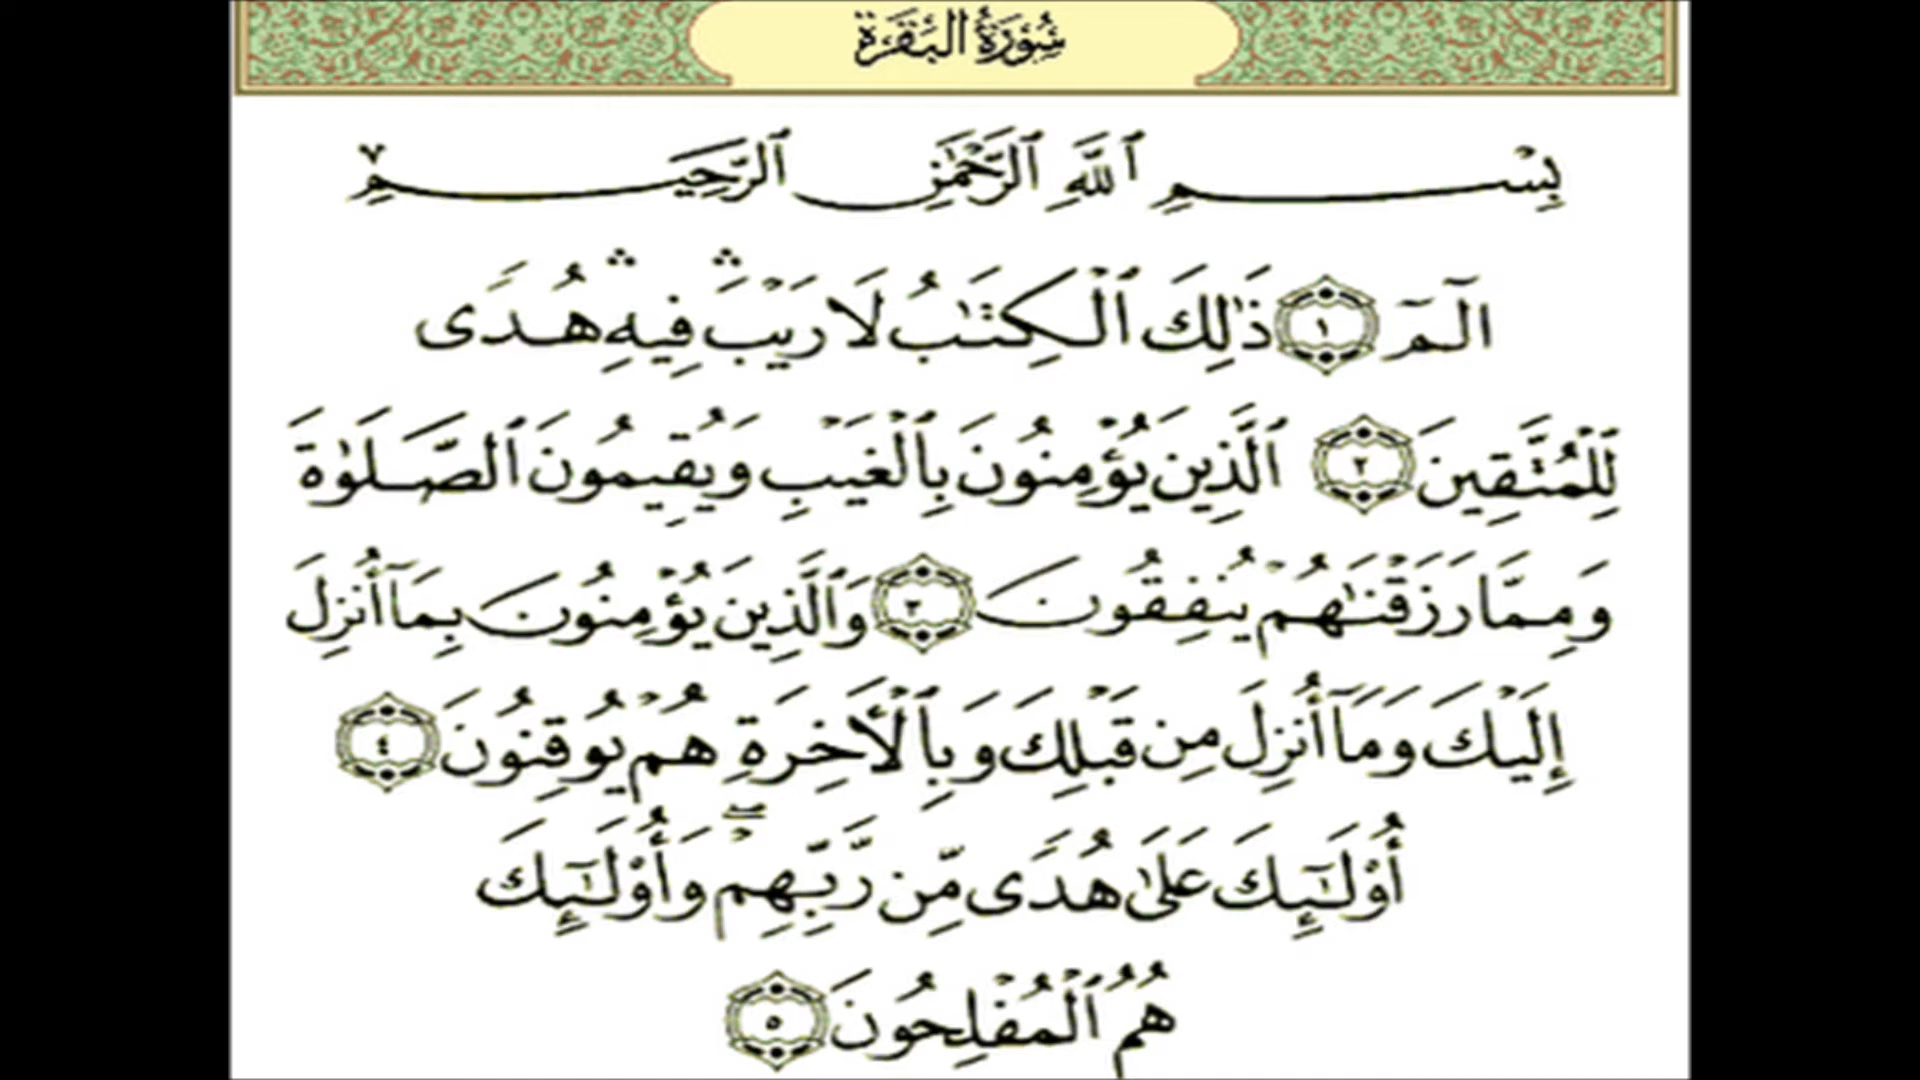 سُورَةُ البَقَرَةِ
بِسْمِ ٱللَّهِ ٱلرَّحْمَٰنِ ٱلرَّحِيمِ
الٓمٓ ١ ذَٰلِكَ ٱلْكِتَٰبُ لَا رَيْبَ ۛ فِيهِ ۛ هُدًى
لِّلْمُتَّقِينَ ٢ ٱلَّذِينَ يُؤْمِنُونَ بِٱلْغَيْبِ وَيُقِيمُونَ ٱلصَّلَوٰةَ
وَمِمَّا رَزَقْنَٰهُمْ يُنفِقُونَ ٣ وَٱلَّذِينَ يُؤْمِنُونَ بِمَآ أُنزِلَ
إِلَيْكَ وَمَآ أُنزِلَ مِن قَبْلِكَ وَبِٱلْأَخِرَةِ هُمْ يُوقِنُونَ ٤
أُوْلَٰٓئِكَ عَلَىٰ هُدًى مِّن رَّبِّهِمْ ۖ وَأُوْلَٰٓئِكَ
هُمُ ٱلْمُفْلِحُونَ ٥